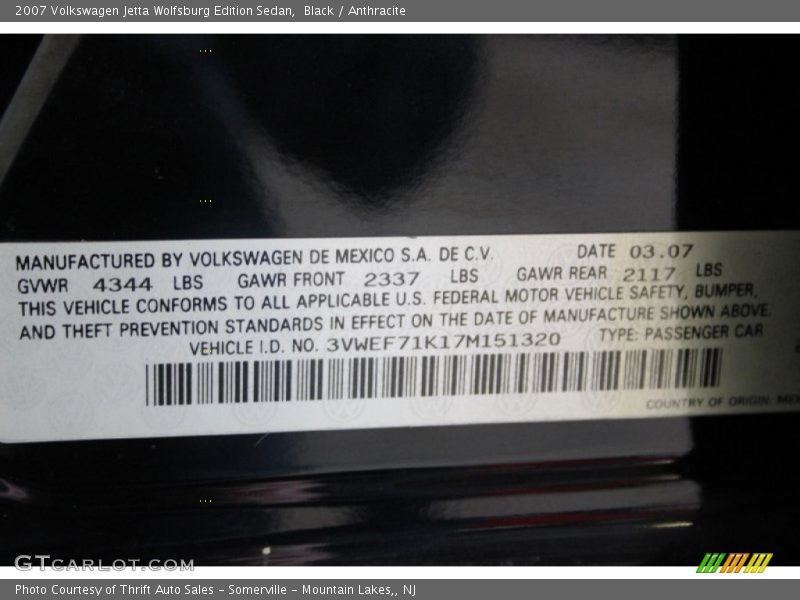 2007 Volkswagen Jetta Wolfsburg Edition Sedan,  Black / Anthracite
MANUFACTURED BY VOLKSWAGEN DE MEXICO S.A. DE C.V. DATE 03.07
GVWR 4344 LBS GAWR FRONT 2337 LBS GAWR REAR 2117 LBS
THIS VEHICLE CONFORMS TO ALL APPLICABLE U.S. FEDERAL MOTOR VEHICLE SAFETY, BUMPER,
AND THEFT PREVENTION STANDARDS IN EFFECT ON THE DATE OF MANUFACTURE SHOWN ABOVE.
VEHICLE I.D. NO. 3VWEF71K17M151320 TYPE: PASSENGER CAR
COUNTRY OF ORIGIN: MEX
GTCARLOT.COM
Photo Courtesy of Thrift Auto Sales - Somerville - Mountain Lakes,, NJ